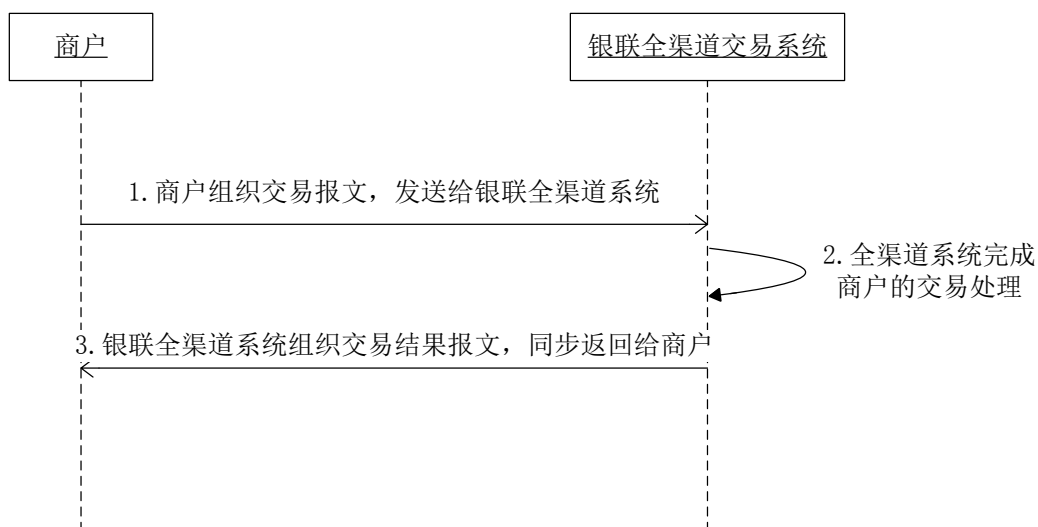 商户
银联全渠道交易系统
1.商户组织交易报文，发送给银联全渠道系统
2.全渠道系统完成
商户的交易处理
3.银联全渠道系统组织交易结果报文，同步返回给商户